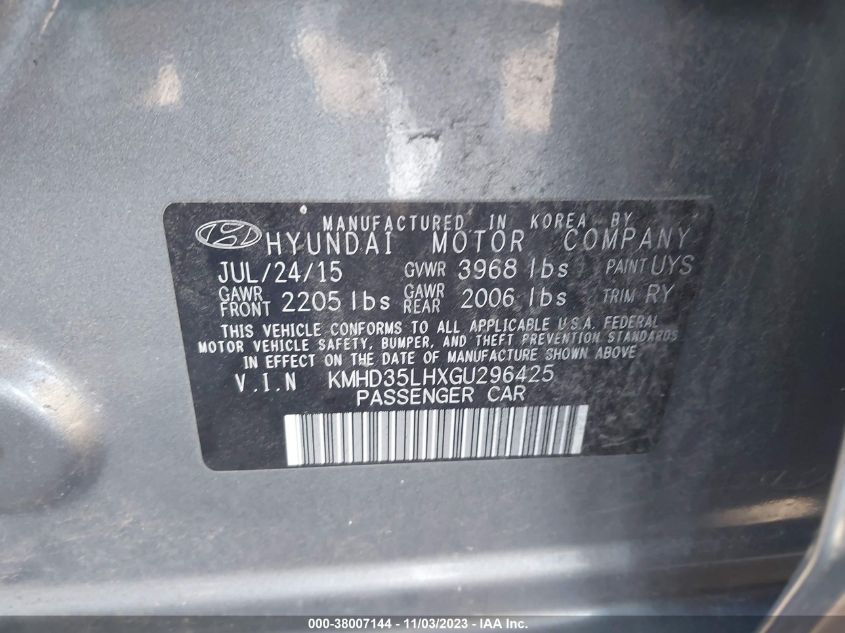 MANUFACTURED IN KOREA BY
HYUNDAI MOTOR COMPANY
JUL/24/15 GVWR 3968 lbs PAINT UYS
GAWR FRONT 2205 lbs GAWR REAR 2006 lbs TRIM RY
THIS VEHICLE CONFORMS TO ALL APPLICABLE U.S.A. FEDERAL
MOTOR VEHICLE SAFETY, BUMPER, AND THEFT PREVENTION STANDARDS
IN EFFECT ON THE DATE OF MANUFACTURE SHOWN ABOVE
V.I.N KMHD35LHXGU296425
PASSENGER CAR
000-38007144 - 11/03/2023 - IAA Inc.